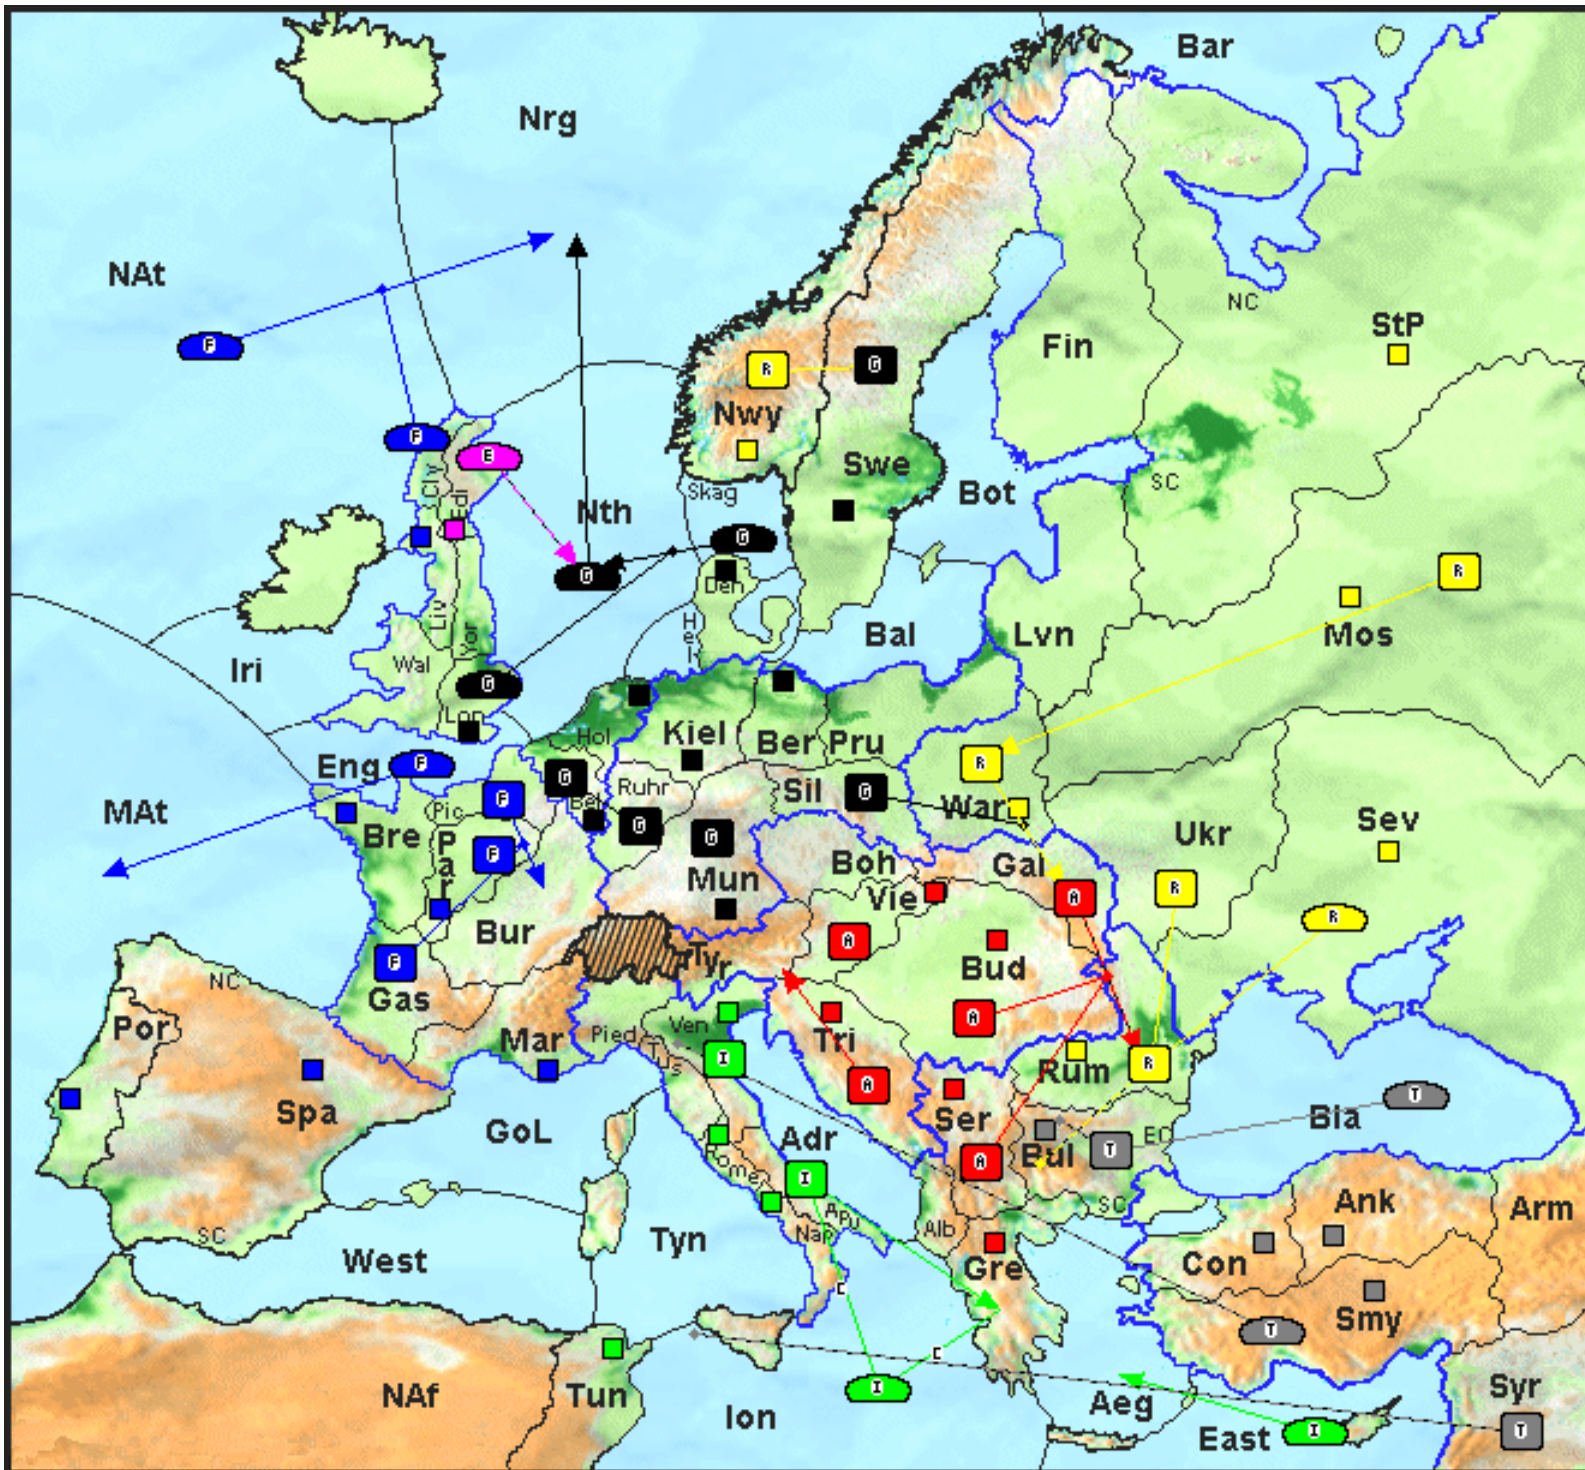 Bar
Nrg
NAt
NC
StP
Fin
R
G
F
Nwy
F
E
Swe
SC
Cly
Edi
Skag
Bot
Nth
G
R
G
Den
Mos
Liv
Yor
Hel
Bal
Lvn
Iri
Wal
G
Lon
Hol
Kiel
Ber
Pru
Eng
F
R
G
Bel
Ruhr
Sil
G
War
MAt
F
Pic
Bre
Par
G
G
Ukr
Sev
F
Boh
Gal
Mun
Vie
A
R
R
Bur
A
Bud
Tyr
F
Gas
NC
Por
A
Mar
Pied
Ven
Tri
Tus
I
Rum
R
A
Ser
Spa
GoL
Adr
Bla
T
EC
Bul
T
Rome
A
I
SC
Apu
Nap
Alb
Ank
Arm
SC
Tyn
West
Gre
Con
C
Smy
T
C
NAf
Tun
I
Ion
Aeg
Syr
East
I
T